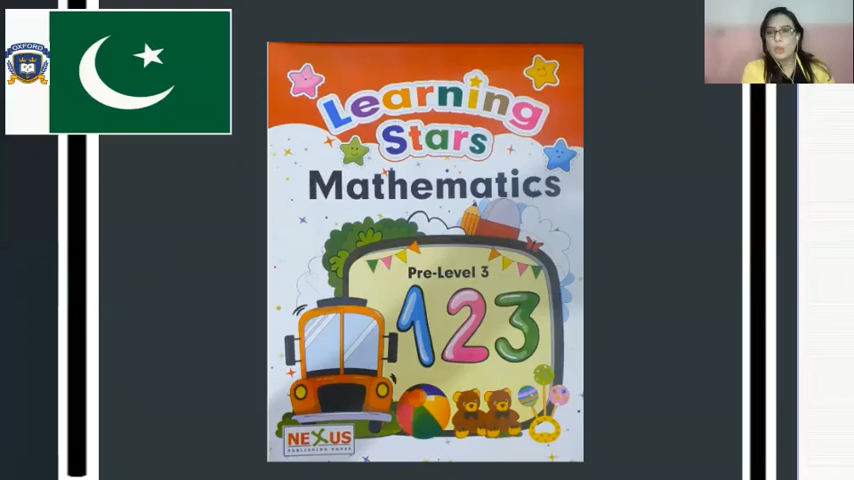 OXFORD
Learning
Stars
Mathematics
Pre-Level 3
123
NEXUS
PUBLISHING HOUSE